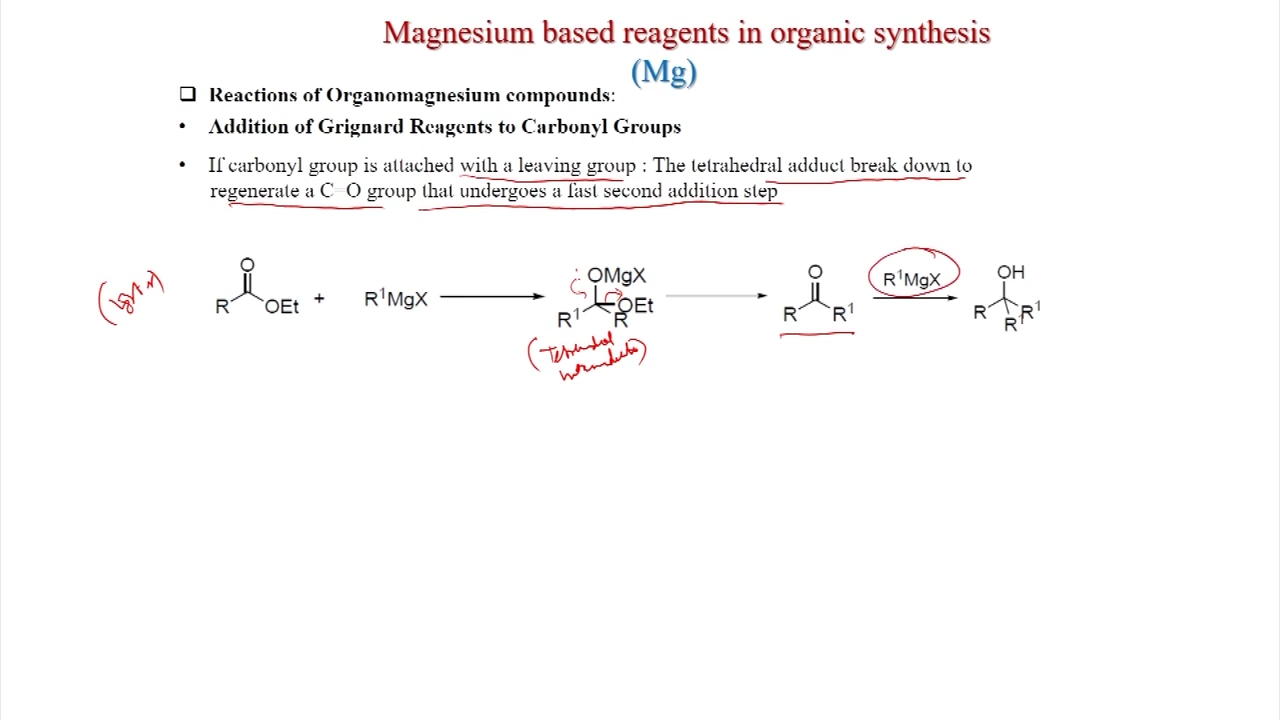 Magnesium based reagents in organic synthesis
(Mg)
❑ Reactions of Organomagnesium compounds:
• Addition of Grignard Reagents to Carbonyl Groups
• If carbonyl group is attached with a leaving group : The tetrahedral adduct break down to
regenerate a C=O group that undergoes a fast second addition step
O
R OEt + R¹MgX
OMgX
R¹ R OEt
O
R R¹
R¹MgX
OH
R R¹ R¹
(Tetrahedral